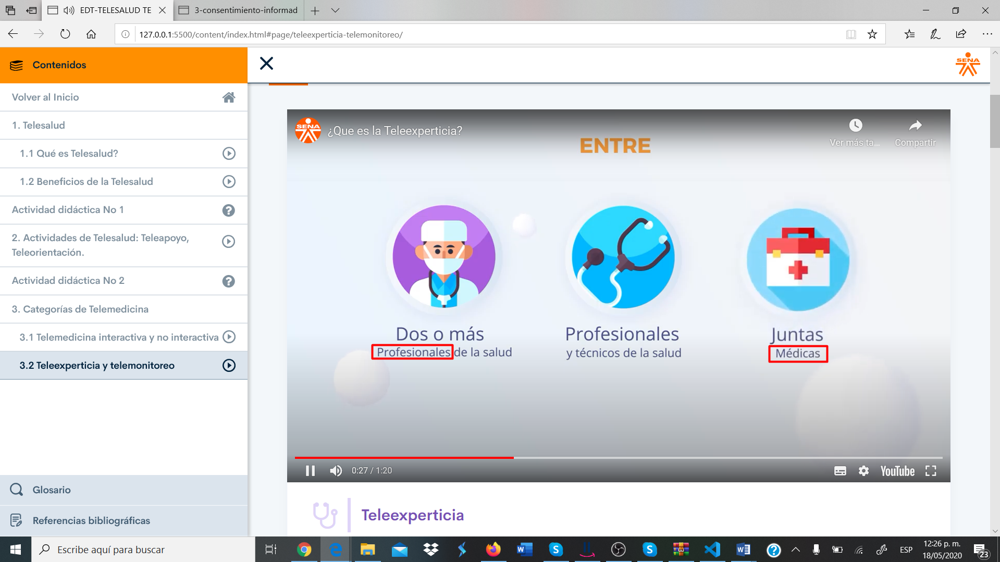 EDT-TELESALUD TE
3-consentimiento-informad
127.0.0.1:5500/content/index.html#page/teleexperticia-telemonitoreo/
Contenidos
SENA
Volver al Inicio
1. Telesalud
1.1 Qué es Telesalud?
1.2 Beneficios de la Telesalud
Actividad didáctica No 1
2. Actividades de Telesalud: Teleapoyo,
Teleorientación.
Actividad didáctica No 2
3. Categorías de Telemedicina
3.1 Telemedicina interactiva y no interactiva
3.2 Teleexperticia y telemonitoreo
Glosario
Referencias bibliográficas
SENA
¿Que es la Teleexperticia?
Ver más ta...
Compartir
ENTRE
Dos o más
Profesionales de la salud
Profesionales
y técnicos de la salud
Juntas
Médicas
0:27 / 1:20
YouTube
Teleexperticia
Escribe aquí para buscar
ESP
12:26 p. m.
18/05/2020
23